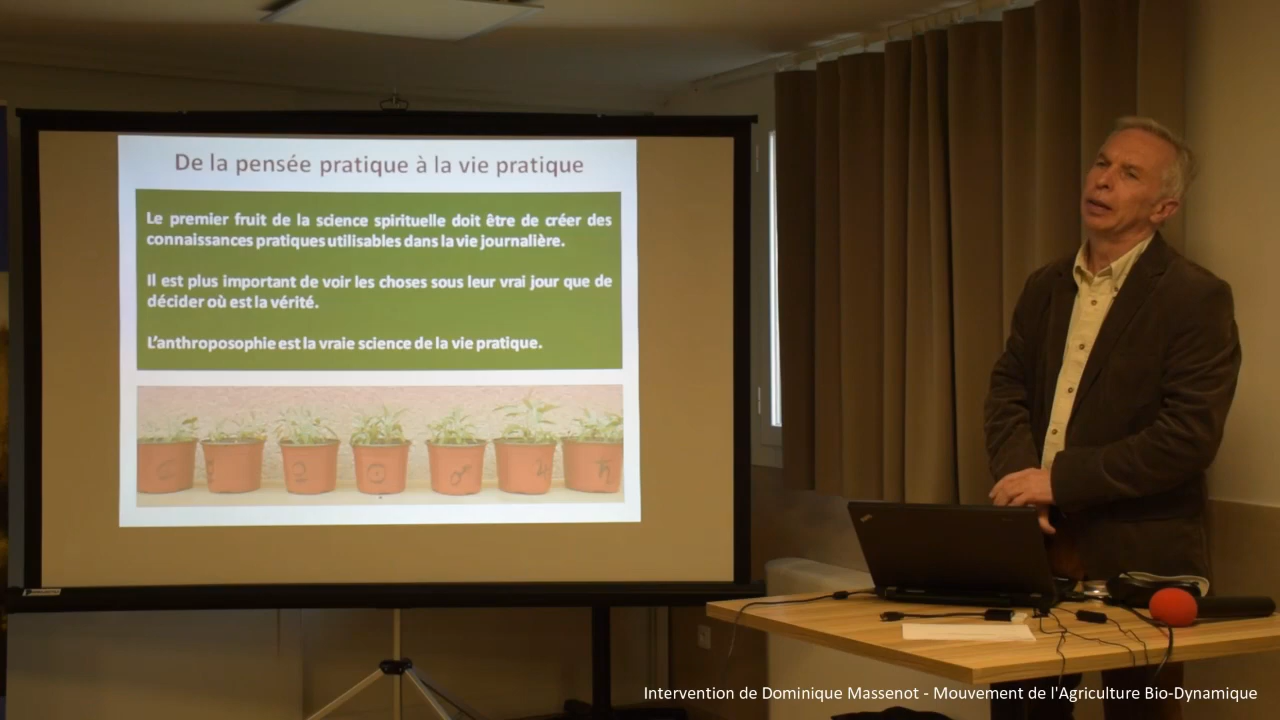 De la pensée pratique à la vie pratique
Le premier fruit de la science spirituelle doit être de créer des
connaissances pratiques utilisables dans la vie journalière.
Il est plus important de voir les choses sous leur vrai jour que de
décider où est la vérité.
L'anthroposophie est la vraie science de la vie pratique.
Intervention de Dominique Massenot - Mouvement de l'Agriculture Bio-Dynamique